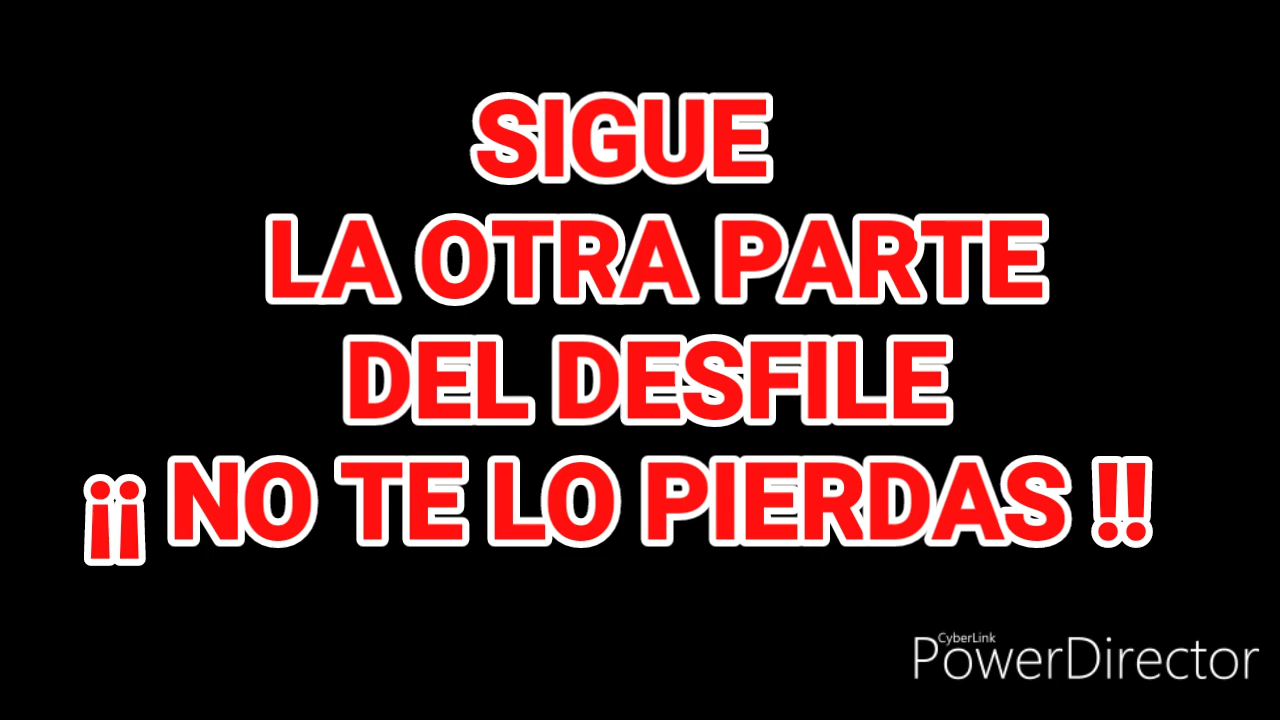 SIGUE
LA OTRA PARTE
DEL DESFILE
¡¡ NO TE LO PIERDAS !!
CyberLink
PowerDirector